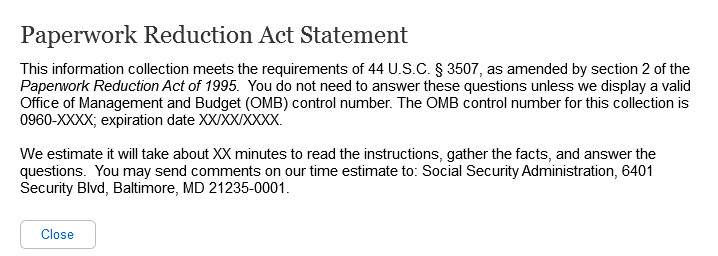 Paperwork Reduction Act Statement
This information collection meets the requirements of 44 U.S.C. § 3507, as amended by section 2 of the
Paperwork Reduction Act of 1995.  You do not need to answer these questions unless we display a valid
Office of Management and Budget (OMB) control number. The OMB control number for this collection is
0960-XXXX; expiration date XX/XX/XXXX.
We estimate it will take about XX minutes to read the instructions, gather the facts, and answer the
questions.  You may send comments on our time estimate to: Social Security Administration, 6401
Security Blvd, Baltimore, MD 21235-0001.
Close